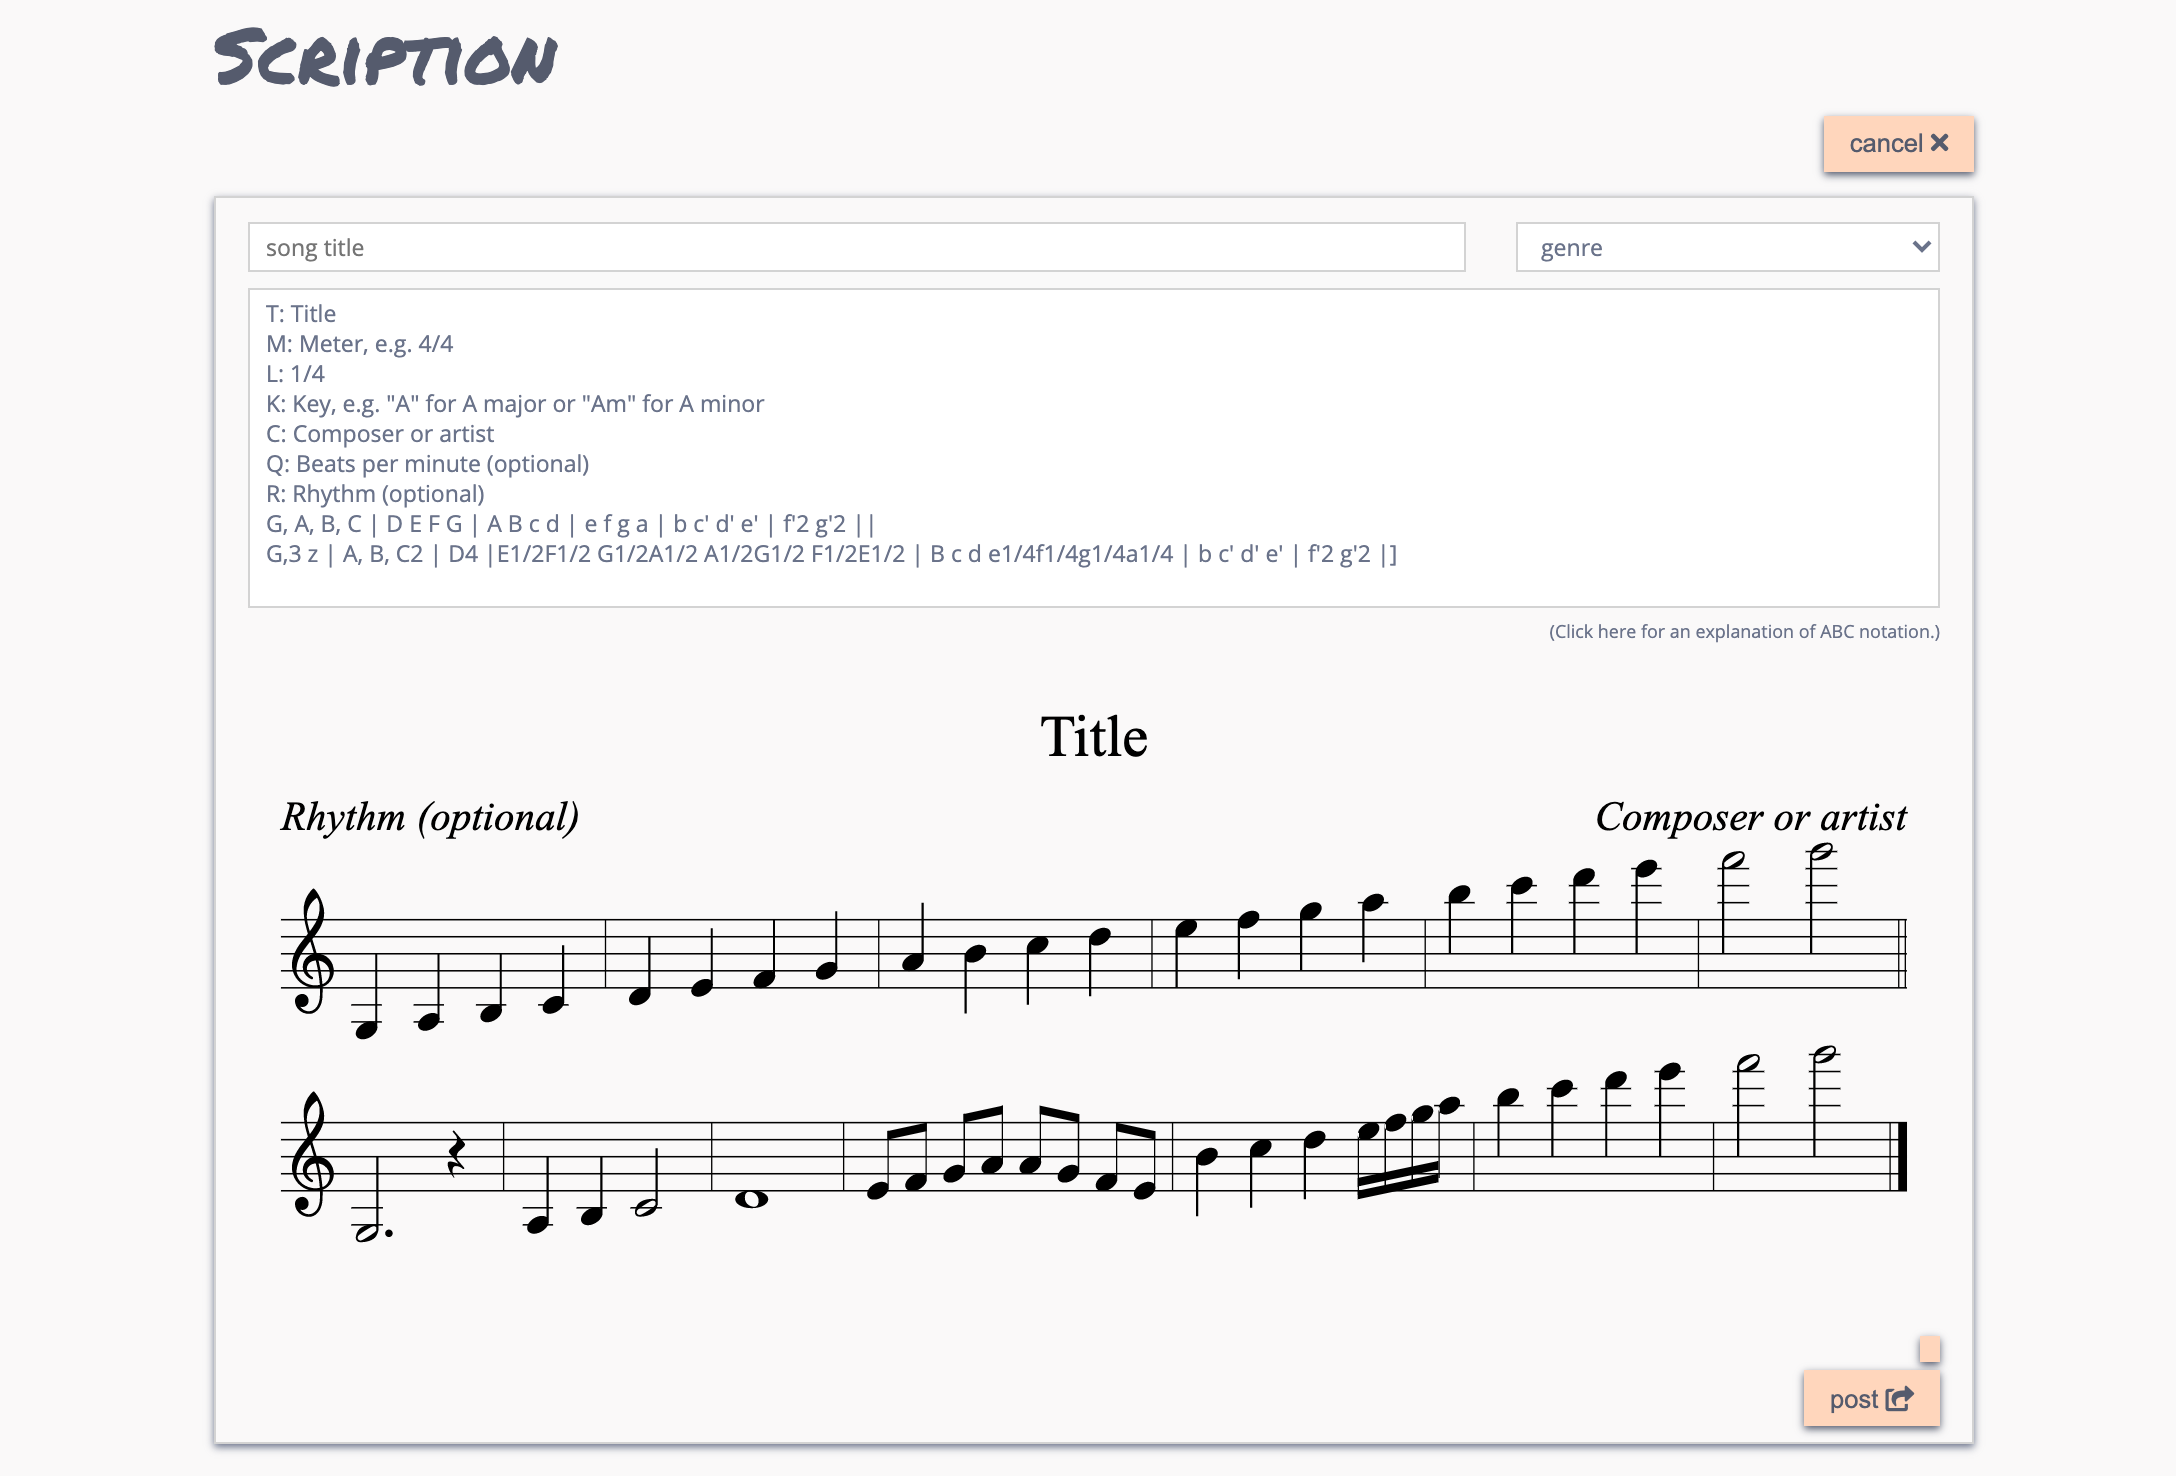 SCRIPTION
cancel
song title
genre
T: Title
M: Meter, e.g. 4/4
L: 1/4
K: Key, e.g. "A" for A major or "Am" for A minor
C: Composer or artist
Q: Beats per minute (optional)
R: Rhythm (optional)
G, A, B, C | D E F G | A B c d | e f g a | b c' d' e' | f'2 g'2 ||
G,3 z | A, B, C2 | D4 |E1/2F1/2 G1/2A1/2 A1/2G1/2 F1/2E1/2 | B c d e1/4f1/4g1/4a1/4 | b c' d' e' | f'2 g'2 |]
(Click here for an explanation of ABC notation.)
Title
Rhythm (optional)
Composer or artist
post